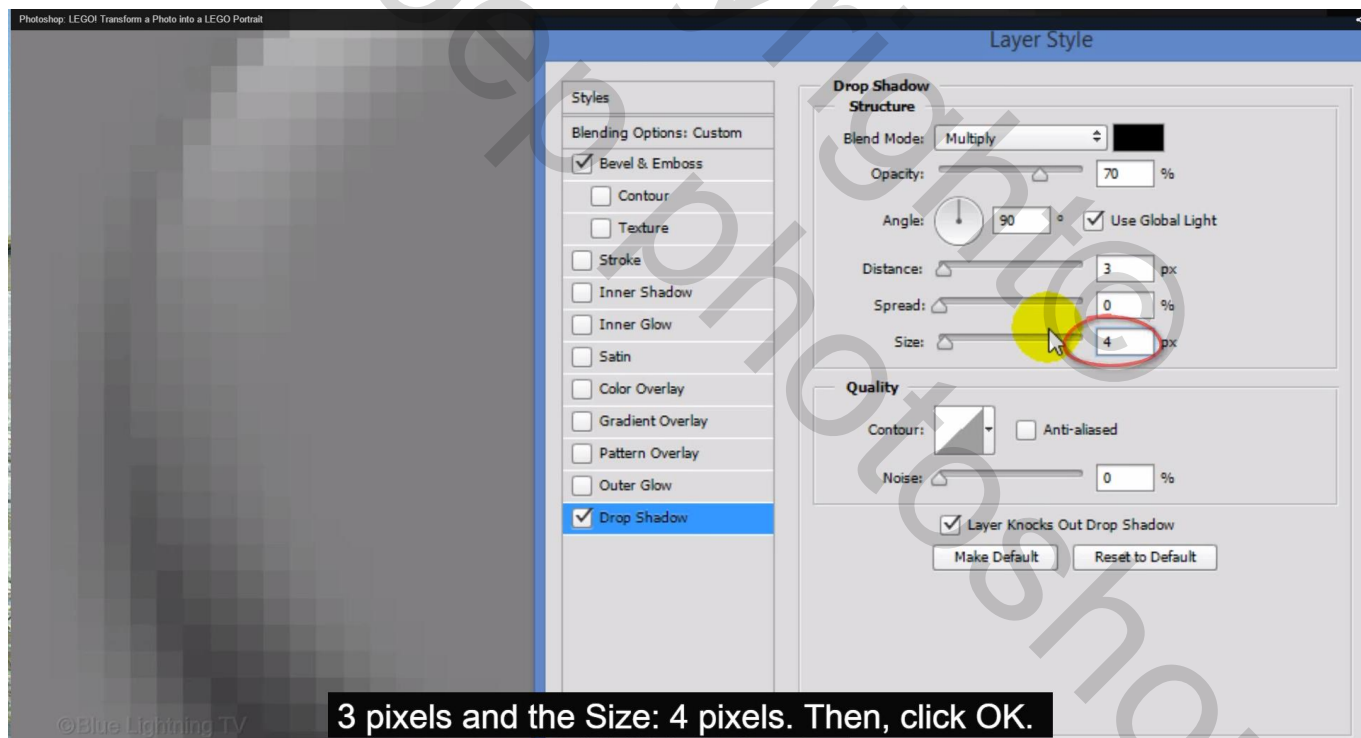 Photoshop: LEGO! Transform a Photo into a LEGO Portrait
Layer Style
Styles
Blending Options: Custom
Bevel & Emboss
Contour
Texture
Stroke
Inner Shadow
Inner Glow
Satin
Color Overlay
Gradient Overlay
Pattern Overlay
Outer Glow
Drop Shadow
Drop Shadow
Structure
Blend Mode: Multiply
Opacity: 70 %
Angle: 90 ° Use Global Light
Distance: 3 px
Spread: 0 %
Size: 4 px
Quality
Contour: Anti-aliased
Noise: 0 %
Layer Knocks Out Drop Shadow
Make Default Reset to Default
©Blue Lightning TV
3 pixels and the Size: 4 pixels. Then, click OK.